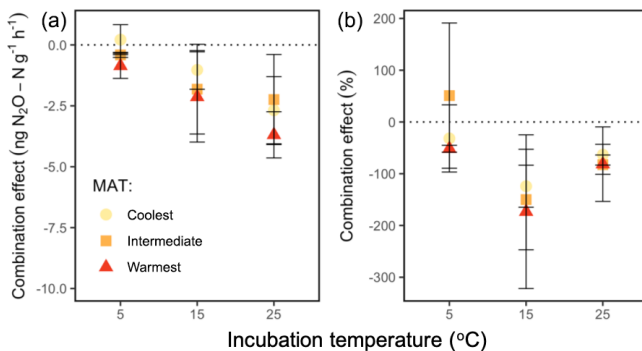 (a)
Combination effect (ng N₂O – N g⁻¹ h⁻¹)
0.0
-2.5
-5.0
-7.5
-10.0
MAT:
Coolest
Intermediate
Warmest
5
15
25
(b)
Combination effect (%)
200
100
0
-100
-200
-300
5
15
25
Incubation temperature (°C)